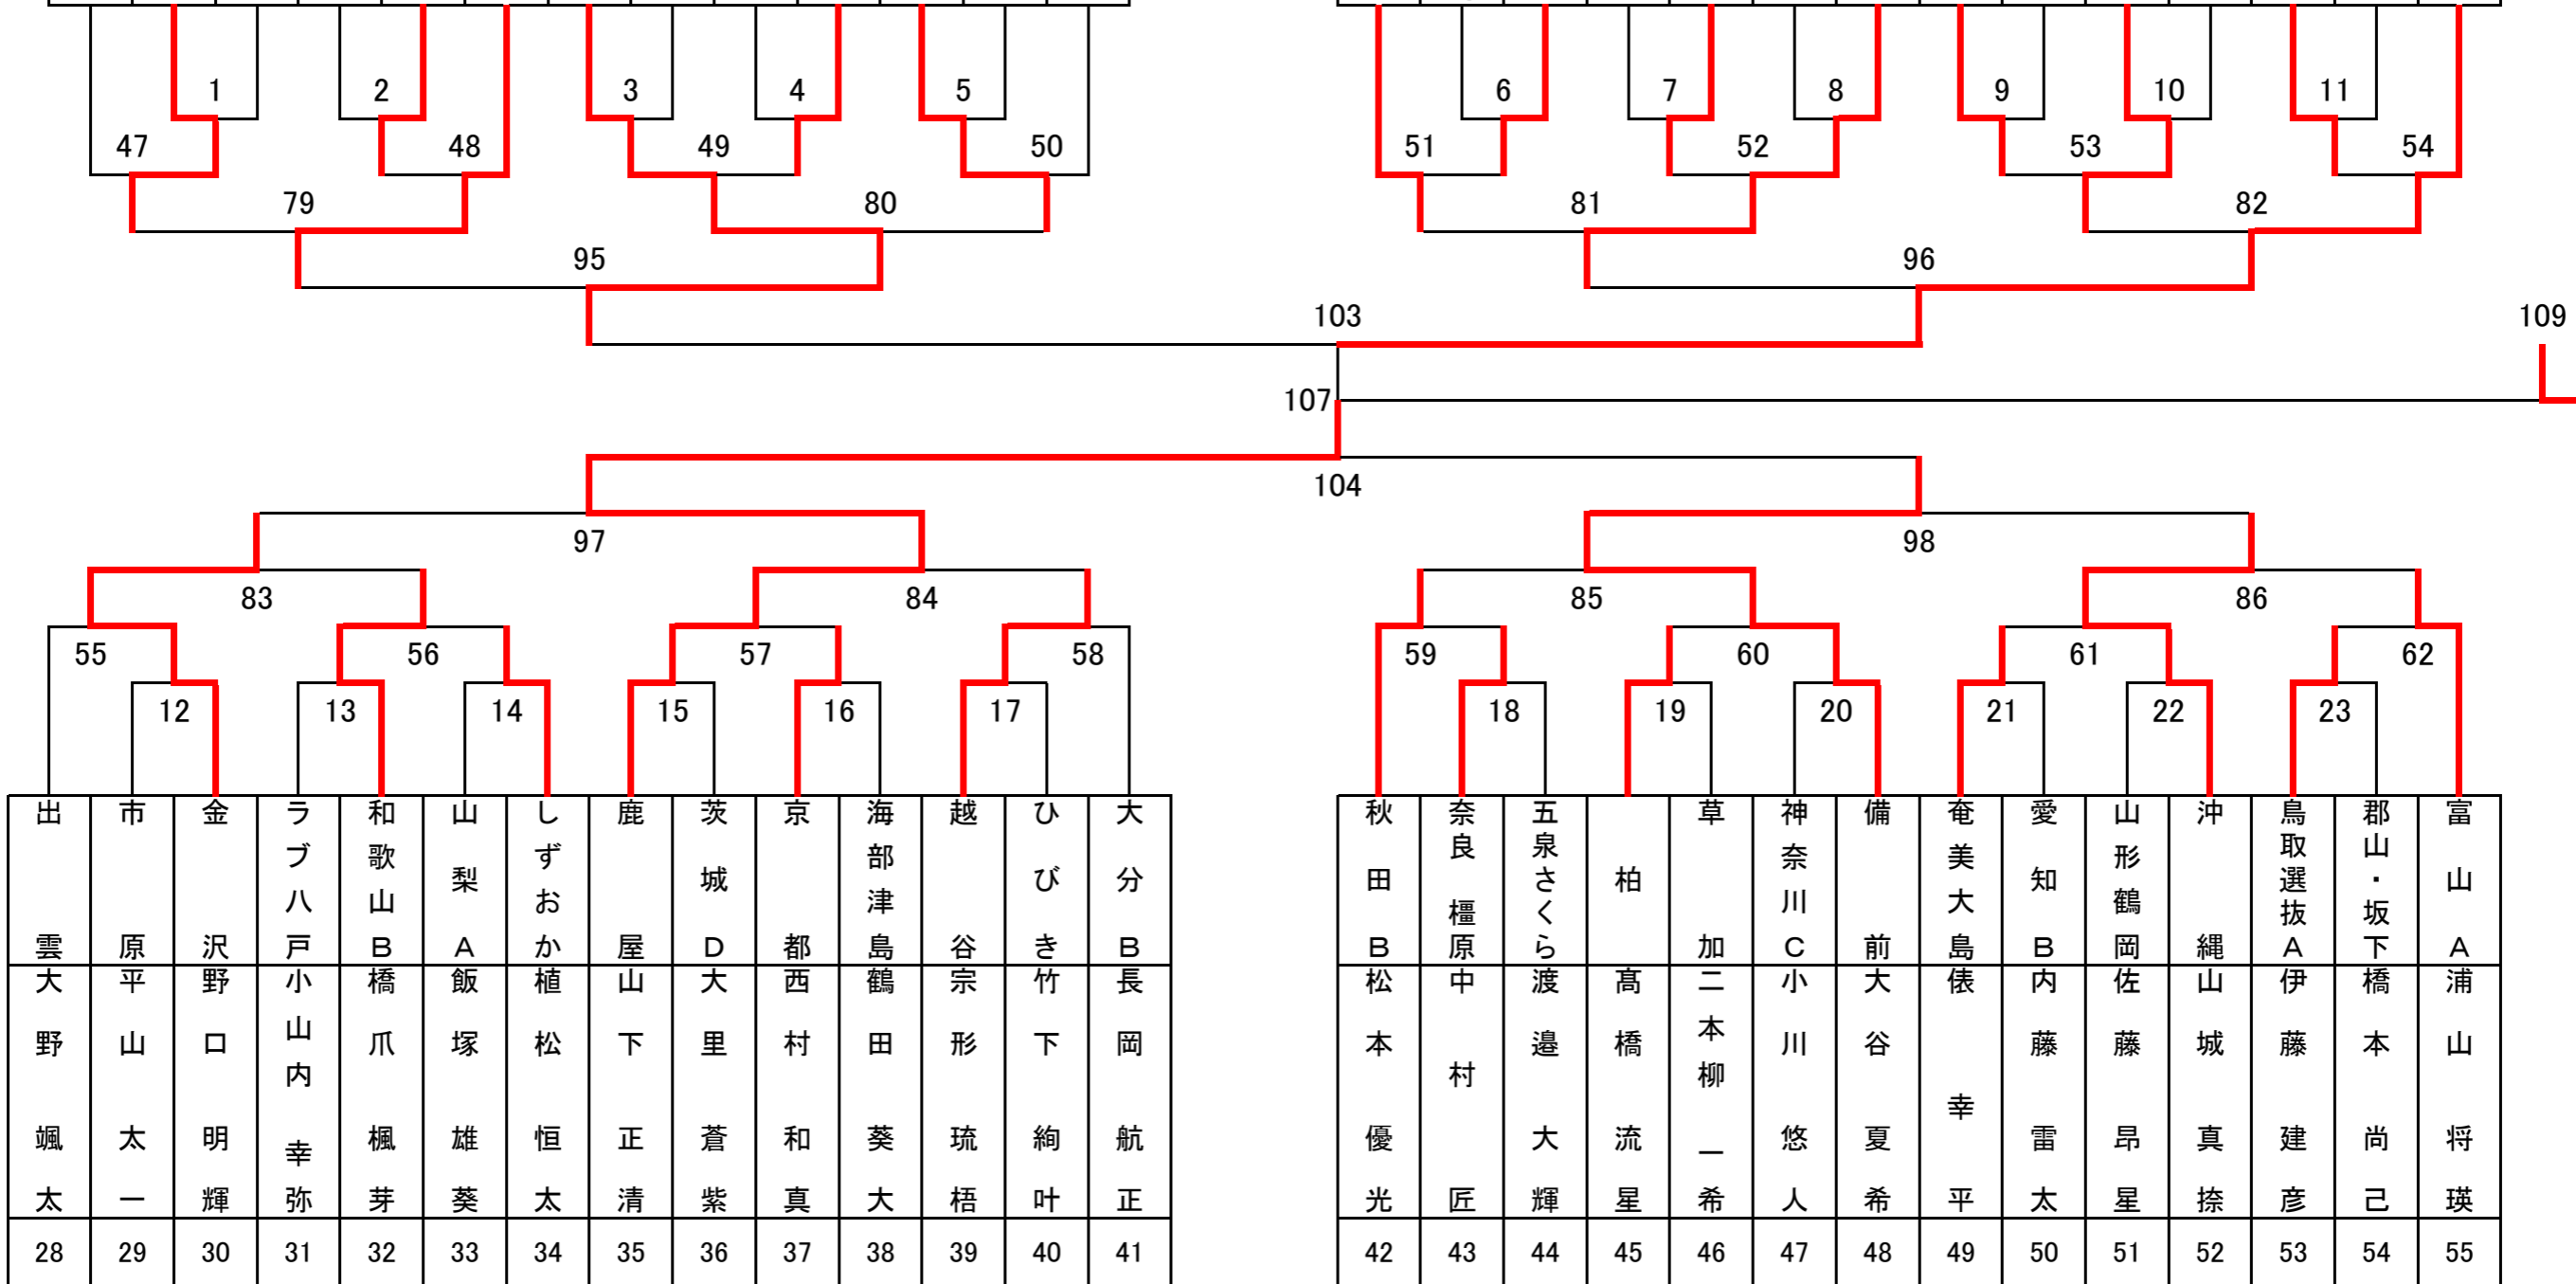 1 2 3 4 5 6 7 8 9 10 11
47 48 49 50 51 52 53 54
79 80 81 82
95 96
103 109
107
104
97 98
83 84 85 86
55 56 57 58 59 60 61 62
12 13 14 15 16 17 18 19 20 21 22 23
出雲 市原 金沢 ラブ八戸 和歌山B 山梨A しずおか 鹿屋 茨城D 京都 海部津島 越谷 ひびき 大分B 秋田B 奈良橿原 五泉さくら 柏 草加 神奈川C 備前 奄美大島 愛知B 山形鶴岡 沖縄 鳥取選抜A 郡山・坂下 富山A
大野颯太 平山太一 野口明輝 小山内幸弥 橋爪楓芽 飯塚雄葵 植松恒太 山下正清 大里蒼紫 西村和真 鶴田葵大 宗形琉梧 竹下絢叶 長岡航正 松本優光 中村匠 渡邉大輝 髙橋流星 二本柳一希 小川悠人 大谷夏希 俵幸平 内藤雷太 佐藤昂星 山城真捺 伊藤建彦 橋本尚己 浦山将瑛
28 29 30 31 32 33 34 35 36 37 38 39 40 41 42 43 44 45 46 47 48 49 50 51 52 53 54 55